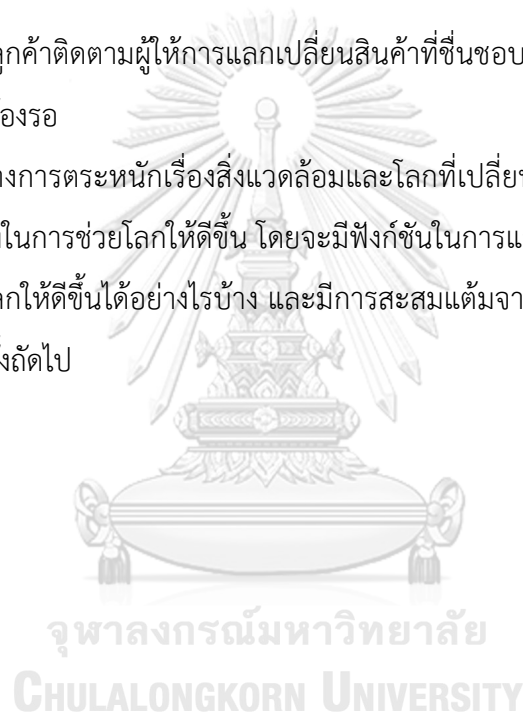 ลูกค้าติดตามผู้ให้การแลกเปลี่ยนสินค้าที่ชื่นชอบ
้องรอ
างการตระหนักเรื่องสิ่งแวดล้อมและโลกที่เปลี่ยน
ในการช่วยโลกให้ดีขึ้น โดยจะมีฟังก์ชันในการแ
ลกให้ดีขึ้นได้อย่างไรบ้าง และมีการสะสมแต้มจา
ั้งถัดไป
จุฬาลงกรณ์มหาวิทยาลัย
CHULALONGKORN UNIVERSITY